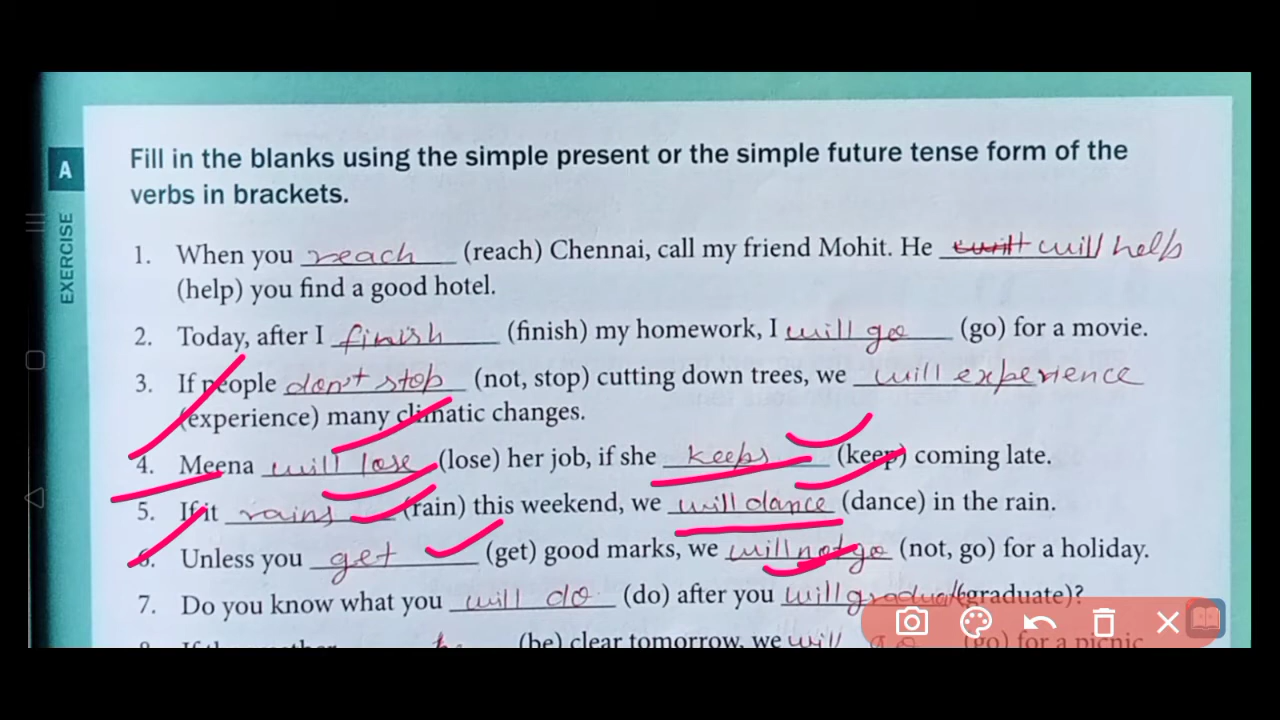 A
EXERCISE
Fill in the blanks using the simple present or the simple future tense form of the
verbs in brackets.
1. When you reach (reach) Chennai, call my friend Mohit. He will help
(help) you find a good hotel.
2. Today, after I finish (finish) my homework, I will go (go) for a movie.
3. If people don't stop (not, stop) cutting down trees, we will experience
(experience) many climatic changes.
4. Meena will lose (lose) her job, if she keeps (keep) coming late.
5. If it rains (rain) this weekend, we will dance (dance) in the rain.
6. Unless you get (get) good marks, we will not go (not, go) for a holiday.
7. Do you know what you will do (do) after you will graduate (graduate)?
(be) clear tomorrow, we will go (go) for a picnic